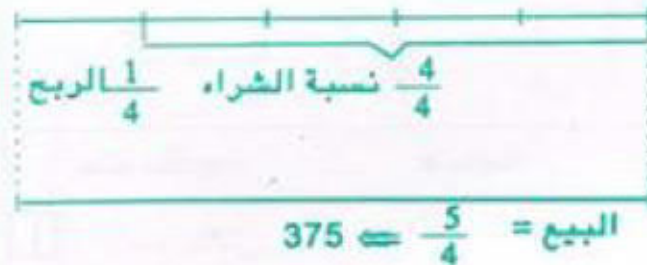 4/4 نسبة الشراء 1/4 الربح
البيع = 5/4 ⇐ 375